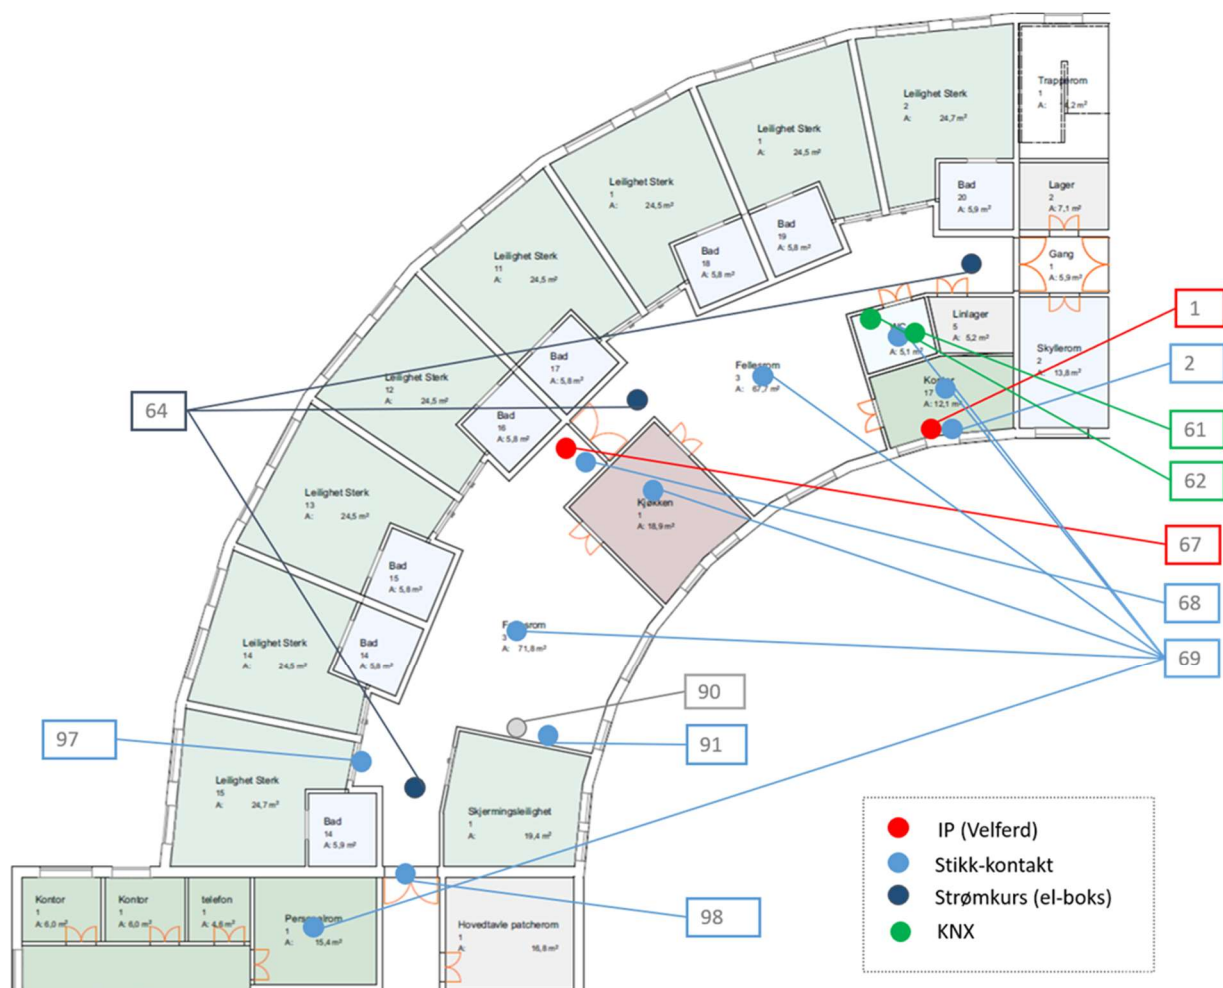 Leilighet Sterk
2
A: 24,7 m²
Trapperom
1
A: 4,2 m²
Leilighet Sterk
1
A: 24,5 m²
Leilighet Sterk
1
A: 24,5 m²
Bad
20
A: 5,9 m²
Lager
2
A: 7,1 m²
Bad
19
A: 5,8 m²
Bad
18
A: 5,8 m²
Leilighet Sterk
11
A: 24,5 m²
Gang
1
A: 5,9 m²
1
Linlager
5
A: 5,2 m²
WC
A: 5,1 m²
Skyllerom
2
A: 13,8 m²
2
Bad
17
A: 5,8 m²
Fellesrom
3
A: 67,7 m²
Leilighet Sterk
12
A: 24,5 m²
Kontor
17
A: 12,1 m²
64
61
Bad
16
A: 5,8 m²
62
Leilighet Sterk
13
A: 24,5 m²
Kjøkken
1
A: 18,9 m²
67
Bad
15
A: 5,8 m²
68
Fellesrom
3
A: 71,8 m²
Leilighet Sterk
14
A: 24,5 m²
Bad
14
A: 5,8 m²
69
90
97
91
Leilighet Sterk
15
A: 24,7 m²
Bad
14
A: 5,9 m²
Skjermingsleilighet
1
A: 19,4 m²
IP (Velferd)
Stikk-kontakt
Strømkurs (el-boks)
KNX
Kontor
1
A: 6,0 m²
Kontor
1
A: 6,0 m²
telefon
1
A: 4,6 m²
Personalrom
1
A: 15,4 m²
Hovedtavle patcherom
1
A: 16,8 m²
98